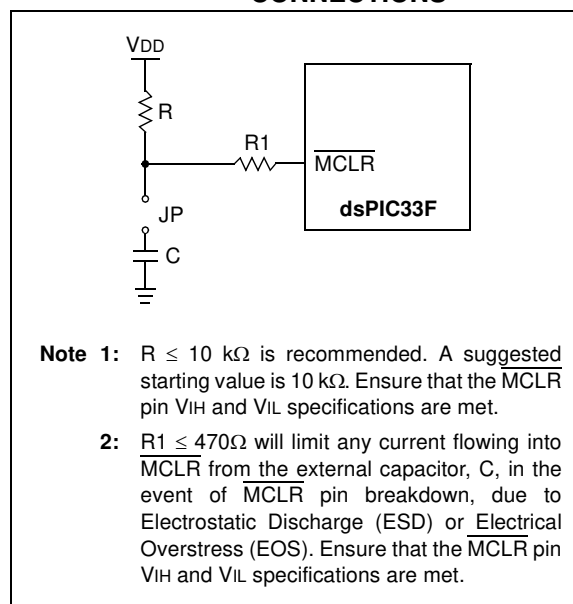 CONNECTIONS
VDD
R
R1
MCLR
JP
dsPIC33F
C
Note 1: R ≤ 10 kΩ is recommended. A suggested
starting value is 10 kΩ. Ensure that the MCLR
pin VIH and VIL specifications are met.
2: R1 ≤ 470Ω will limit any current flowing into
MCLR from the external capacitor, C, in the
event of MCLR pin breakdown, due to
Electrostatic Discharge (ESD) or Electrical
Overstress (EOS). Ensure that the MCLR pin
VIH and VIL specifications are met.